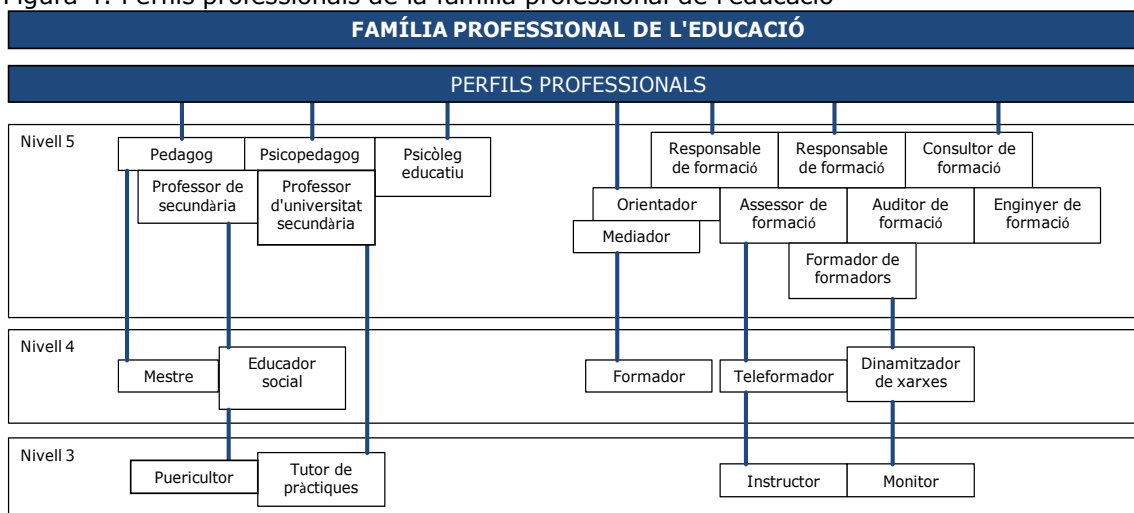 Figura 4. Perfils professionals de la família professional de l'educació
FAMÍLIA PROFESSIONAL DE L'EDUCACIÓ
PERFILS PROFESSIONALS
Nivell 5
Pedagog
Psicopedagog
Psicòleg
educatiu
Responsable
de formació
Responsable
de formació
Consultor de
formació
Professor de
secundària
Professor
d'universitat
secundària
Orientador
Assessor de
formació
Auditor de
formació
Enginyer de
formació
Mediador
Formador de
formadors
Nivell 4
Mestre
Educador
social
Formador
Teleformador
Dinamitzador
de xarxes
Nivell 3
Puericultor
Tutor de
pràctiques
Instructor
Monitor